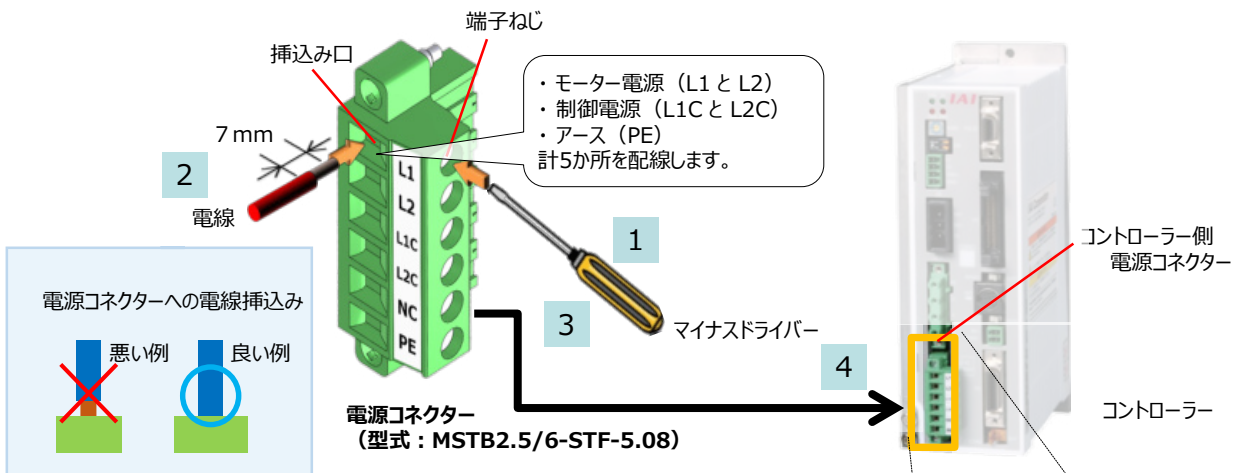 端子ねじ
挿込み口
・モーター電源（L1 と L2）
・制御電源（L1C と L2C）
・アース（PE）
計5か所を配線します。
7 mm
2
電線
L1
L2
L1C
L2C
NC
PE
1
3
マイナスドライバー
電源コネクターへの電線挿込み
悪い例
良い例
電源コネクター
（型式：MSTB2.5/6-STF-5.08）
4
IAI
コントローラー側
電源コネクター
コントローラー